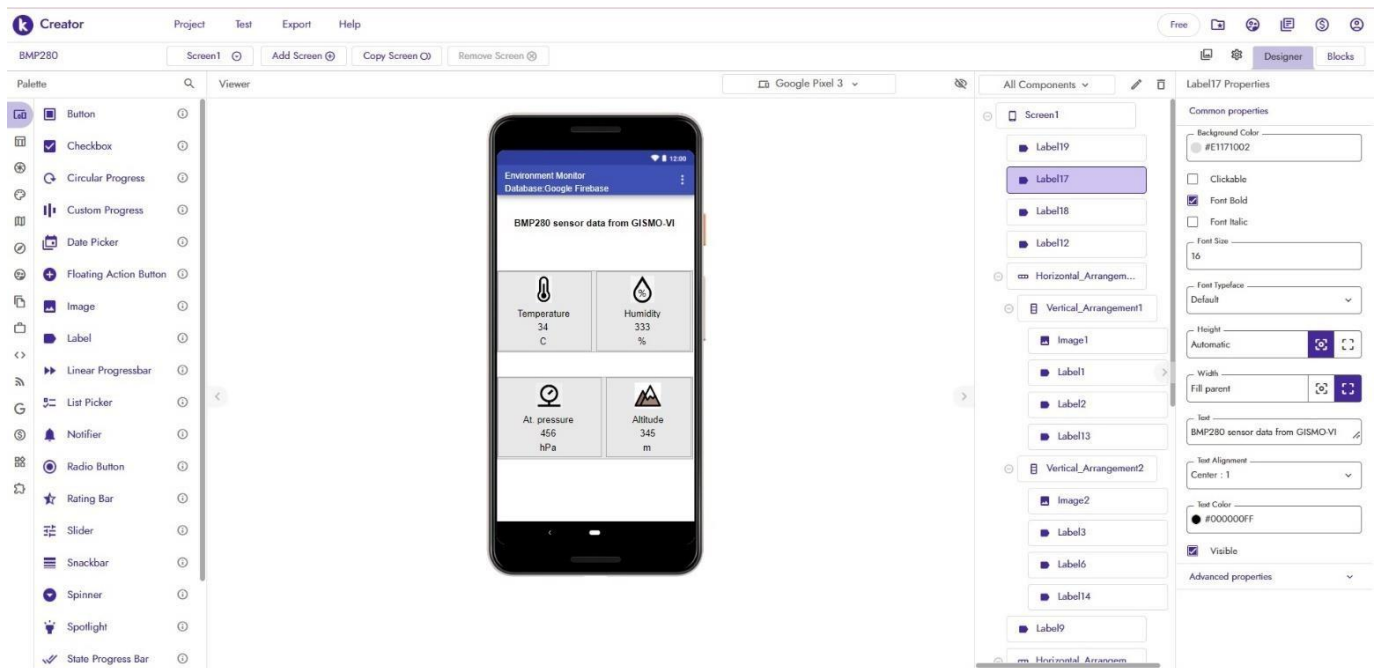 Creator
Project
Test
Export
Help
Free
BMP280
Screen1
Add Screen
Copy Screen
Remove Screen
Designer
Blocks
Palette
Viewer
Google Pixel 3
All Components
Label17 Properties
Button
Checkbox
Circular Progress
Custom Progress
Date Picker
Floating Action Button
Image
Label
Linear Progressbar
List Picker
Notifier
Radio Button
Rating Bar
Slider
Snackbar
Spinner
Spotlight
State Progress Bar
12:00
Environment Monitor
Database:Google Firebase
BMP280 sensor data from GISMO-VI
Temperature
34
C
%
Humidity
333
%
At. pressure
456
hPa
Altitude
345
m
Screen1
Label19
Label17
Label18
Label12
Horizontal_Arrangem...
Vertical_Arrangement1
Image1
Label1
Label2
Label13
Vertical_Arrangement2
Image2
Label3
Label6
Label14
Label9
Horizontal_Arrangem
Common properties
Background Color
#E1171002
Clickable
Font Bold
Font Italic
Font Size
16
Font Typeface
Default
Height
Automatic
Width
Fill parent
Text
BMP280 sensor data from GISMO-VI
Text Alignment
Center : 1
Text Color
#000000FF
Visible
Advanced properties